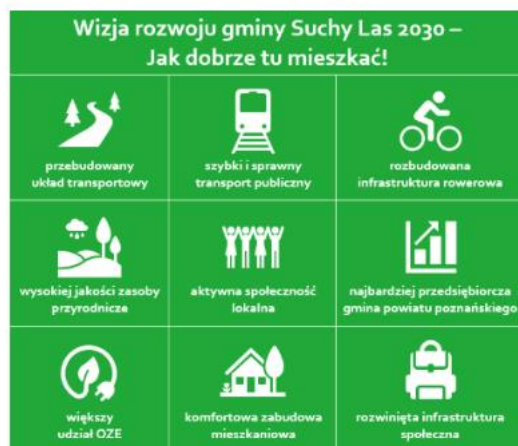 Wizja rozwoju gminy Suchy Las 2030 –
Jak dobrze tu mieszkać!
przebudowany
układ transportowy
szybki i sprawny
transport publiczny
rozbudowana
infrastruktura rowerowa
wysokiej jakości zasoby
przyrodnicze
aktywna społeczność
lokalna
najbardziej przedsiębiorcza
gmina powiatu poznańskiego
większy
udział OZE
komfortowa zabudowa
mieszkaniowa
rozwinięta infrastruktura
społeczna